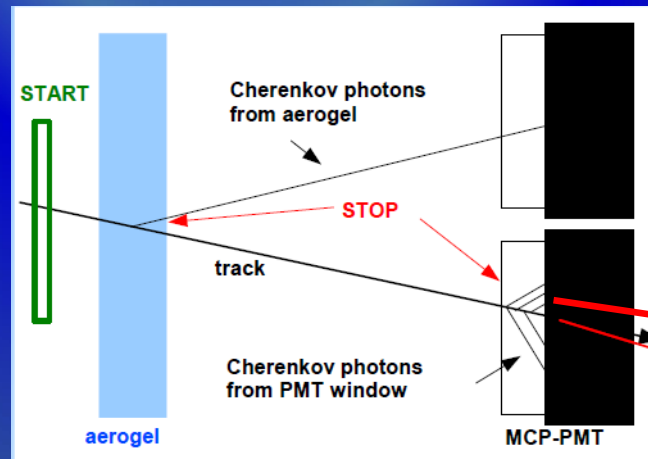 START
Cherenkov photons
from aerogel
STOP
track
Cherenkov photons
from PMT window
aerogel
MCP-PMT